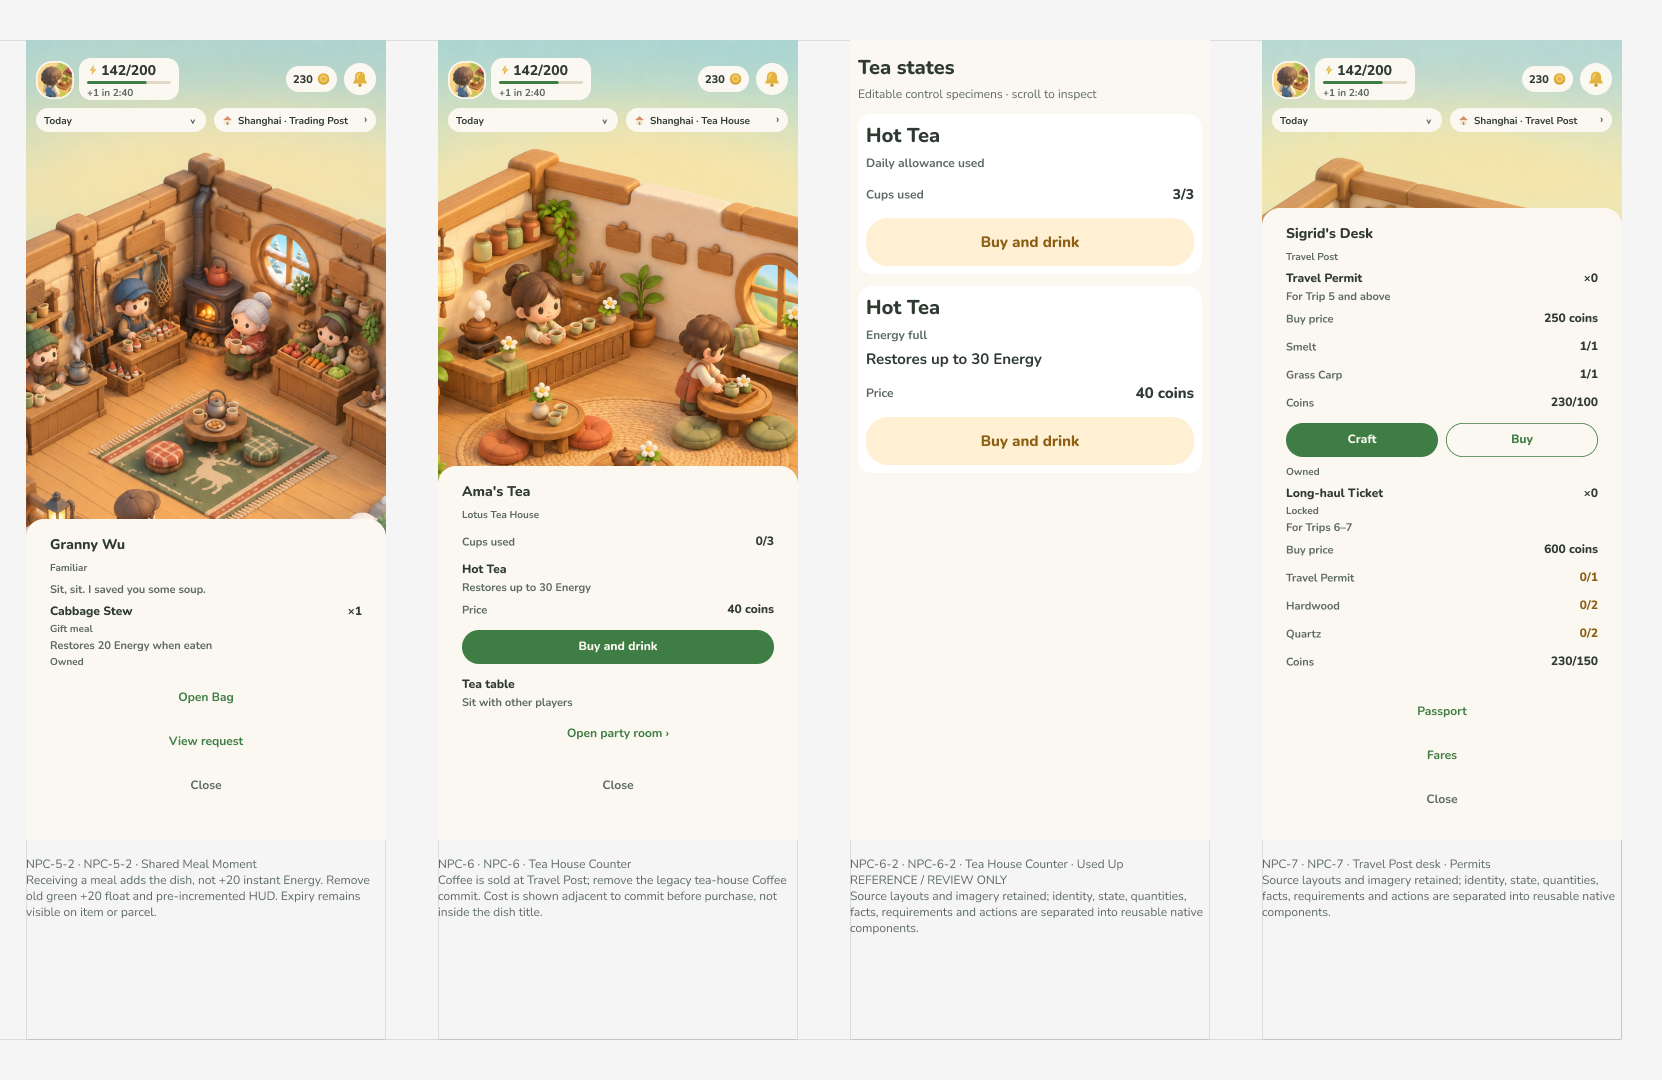 142/200
+1 in 2:40
230
Today
Shanghai · Trading Post ›
Granny Wu
Familiar
Sit, sit. I saved you some soup.
Cabbage Stew ×1
Gift meal
Restores 20 Energy when eaten
Owned
Open Bag
View request
Close
NPC-5-2 · NPC-5-2 · Shared Meal Moment
Receiving a meal adds the dish, not +20 instant Energy. Remove
old green +20 float and pre-incremented HUD. Expiry remains
visible on item or parcel.
142/200
+1 in 2:40
230
Today
Shanghai · Tea House ›
Ama's Tea
Lotus Tea House
Cups used 0/3
Hot Tea
Restores up to 30 Energy
Price 40 coins
Buy and drink
Tea table
Sit with other players
Open party room ›
Close
NPC-6 · NPC-6 · Tea House Counter
Coffee is sold at Travel Post; remove the legacy tea-house Coffee
commit. Cost is shown adjacent to commit before purchase, not
inside the dish title.
Tea states
Editable control specimens · scroll to inspect
Hot Tea
Daily allowance used
Cups used 3/3
Buy and drink
Hot Tea
Energy full
Restores up to 30 Energy
Price 40 coins
Buy and drink
NPC-6-2 · NPC-6-2 · Tea House Counter · Used Up
REFERENCE / REVIEW ONLY
Source layouts and imagery retained; identity, state, quantities,
facts, requirements and actions are separated into reusable native
components.
142/200
+1 in 2:40
230
Today
Shanghai · Travel Post ›
Sigrid's Desk
Travel Post
Travel Permit ×0
For Trip 5 and above
Buy price 250 coins
Smelt 1/1
Grass Carp 1/1
Coins 230/100
Craft Buy
Owned
Long-haul Ticket ×0
Locked
For Trips 6–7
Buy price 600 coins
Travel Permit 0/1
Hardwood 0/2
Quartz 0/2
Coins 230/150
Passport
Fares
Close
NPC-7 · NPC-7 · Travel Post desk · Permits
Source layouts and imagery retained; identity, state, quantities,
facts, requirements and actions are separated into reusable native
components.